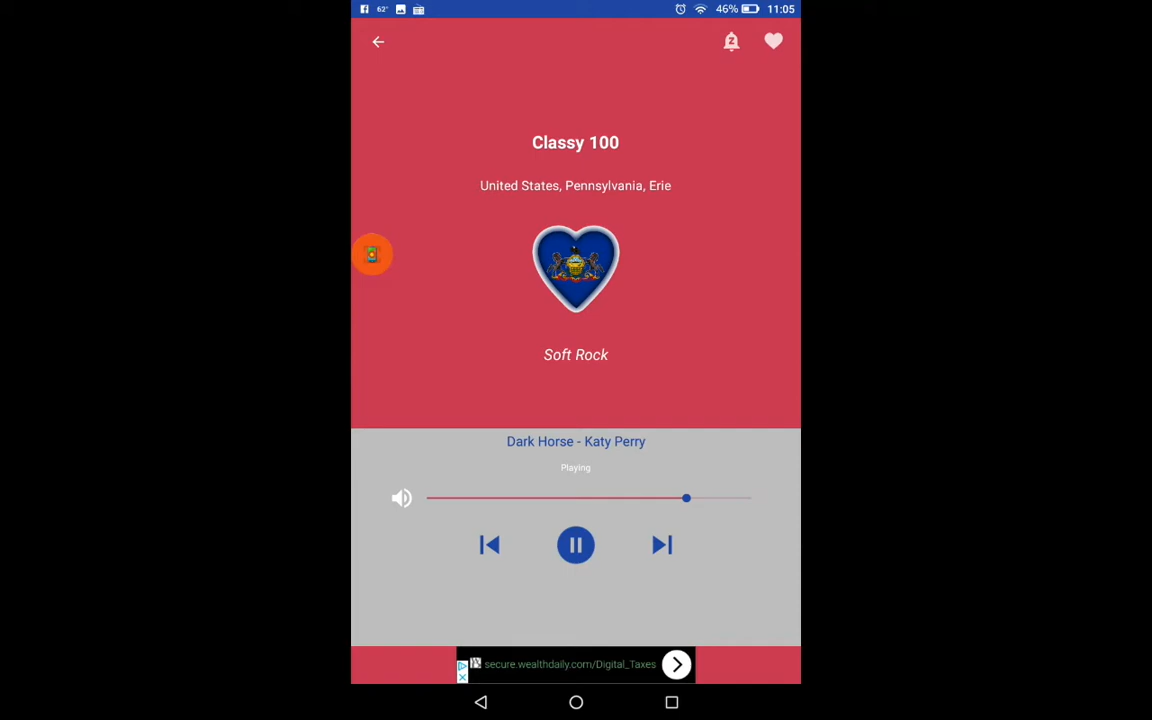 62° 46% 11:05
Z
Classy 100
United States, Pennsylvania, Erie
Soft Rock
Dark Horse - Katy Perry
Playing
secure.wealthdaily.com/Digital_Taxes